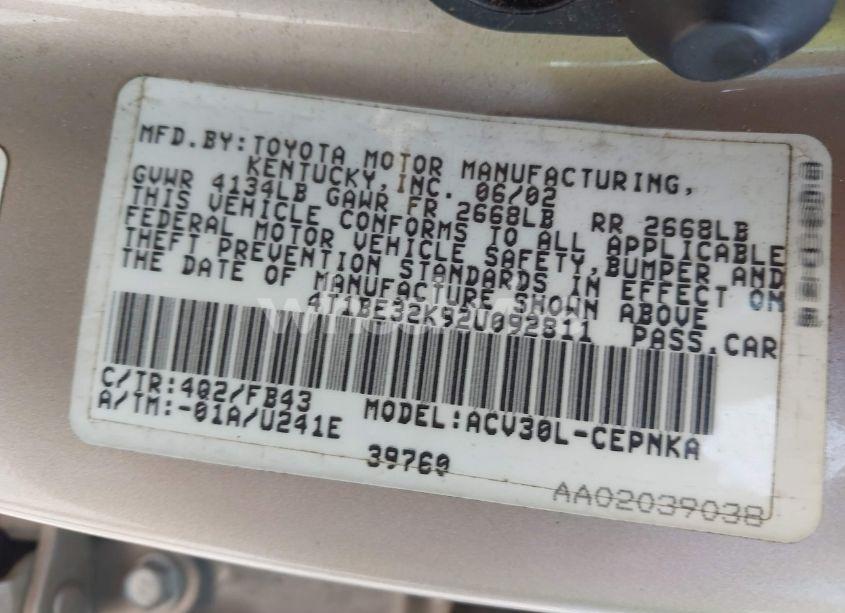 MFD.BY:TOYOTA MOTOR MANUFACTURING,
KENTUCKY,INC. 06/02
GVWR 4134LB GAWR FR 2668LB RR 2668LB
THIS VEHICLE CONFORMS TO ALL APPLICABLE
FEDERAL MOTOR VEHICLE SAFETY,BUMPER AND
THEFT PREVENTION STANDARDS IN EFFECT ON
THE DATE OF MANUFACTURE SHOWN ABOVE.
4T1BE32K92U092811 PASS.CAR
C/TR:402/FB43 MODEL:ACV30L-CEPNKA
A/TM:-01A/U241E
39760
AA02039038